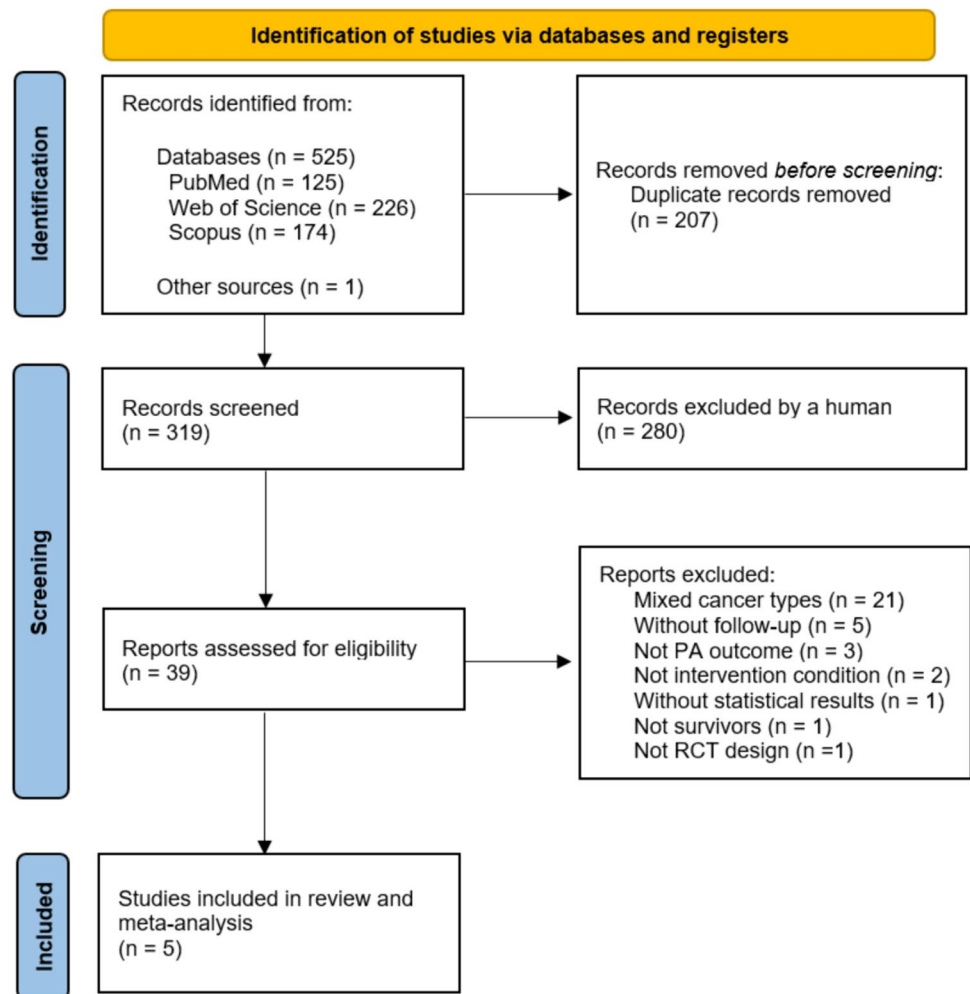 Identification of studies via databases and registers
Identification
Records identified from:
Databases (n = 525)
PubMed (n = 125)
Web of Science (n = 226)
Scopus (n = 174)
Other sources (n = 1)
Records removed before screening:
Duplicate records removed
(n = 207)
Screening
Records screened
(n = 319)
Records excluded by a human
(n = 280)
Reports assessed for eligibility
(n = 39)
Reports excluded:
Mixed cancer types (n = 21)
Without follow-up (n = 5)
Not PA outcome (n = 3)
Not intervention condition (n = 2)
Without statistical results (n = 1)
Not survivors (n = 1)
Not RCT design (n =1)
Included
Studies included in review and
meta-analysis
(n = 5)